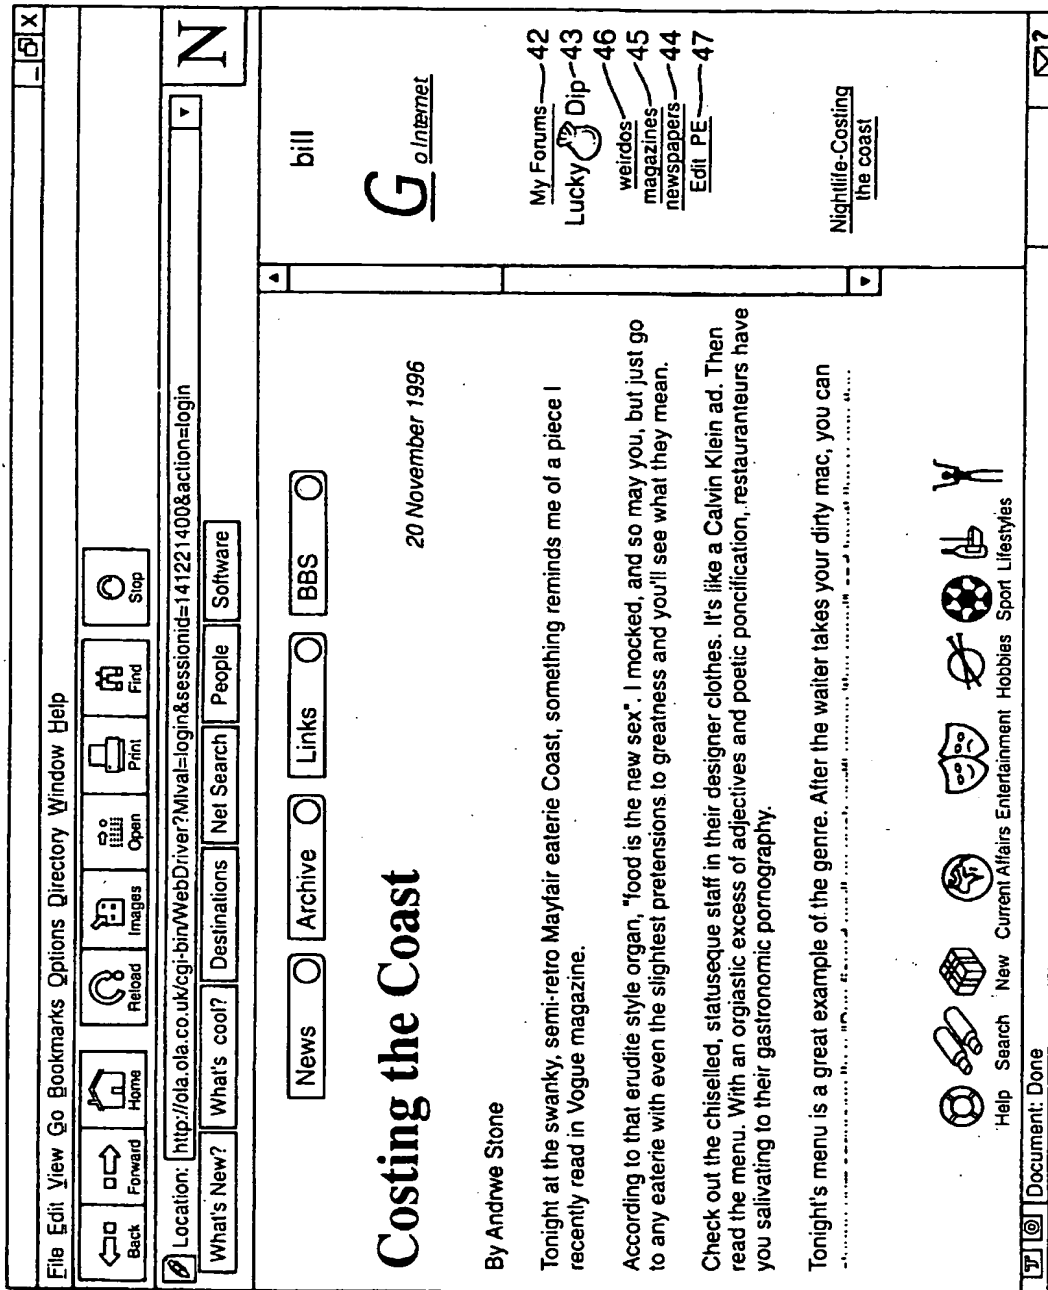 File Edit View Go Bookmarks Options Directory Window Help
Back Forward Home Reload Images Open Print Find Stop
Location: http://ola.ola.co.uk/cgi-bin/WebDriver?MIval=login&sessionid=141221400&action=login
N
What's New? What's cool? Destinations Net Search People Software
News Archive Links BBS
bill
Costing the Coast
20 November 1996
Go Internet
By Andrwe Stone
Tonight at the swanky, semi-retro Mayfair eaterie Coast, something reminds me of a piece I
recently read in Vogue magazine.
According to that erudite style organ, "food is the new sex". I mocked, and so may you, but just go
to any eaterie with even the slightest pretensions to greatness and you'll see what they mean.
Check out the chiselled, statuseque staff in their designer clothes. It's like a Calvin Klein ad. Then
read the menu. With an orgiastic excess of adjectives and poetic poncification, restauranteurs have
you salivating to their gastronomic pornography.
Tonight's menu is a great example of the genre. After the waiter takes your dirty mac, you can
My Forums 42
Lucky Dip 43
weirdos 46
magazines 45
newspapers 44
Edit PE 47
Nightlife-Costing
the coast
Help Search New Current Affairs Entertainment Hobbies Sport Lifestyles
Document: Done
?